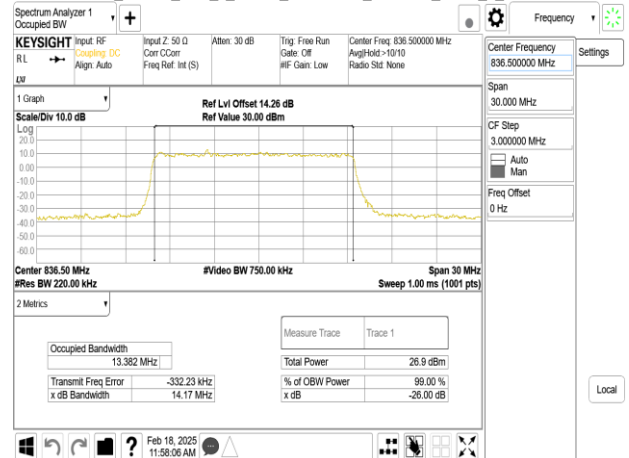 Spectrum Analyzer 1
Occupied BW
Frequency
KEYSIGHT
Input: RF
Input Z: 50 Ω
Atten: 30 dB
Trig: Free Run
Center Freq: 836.500000 MHz
RL
Coupling: DC
Corr CCorr
Gate: Off
Avg|Hold:>10/10
Align: Auto
Freq Ref: Int (S)
#IF Gain: Low
Radio Std: None
LXI
Center Frequency
836.500000 MHz
Settings
Span
30.000 MHz
CF Step
3.000000 MHz
Auto
Man
Freq Offset
0 Hz
Local
1 Graph
Ref Lvl Offset 14.26 dB
Scale/Div 10.0 dB
Ref Value 30.00 dBm
Log
20.0
10.0
0.00
-10.0
-20.0
-30.0
-40.0
-50.0
-60.0
Center 836.50 MHz
#Video BW 750.00 kHz
Span 30 MHz
#Res BW 220.00 kHz
Sweep 1.00 ms (1001 pts)
2 Metrics
Measure Trace
Trace 1
Occupied Bandwidth
13.382 MHz
Total Power
26.9 dBm
Transmit Freq Error
-332.23 kHz
% of OBW Power
99.00 %
x dB Bandwidth
14.17 MHz
x dB
-26.00 dB
?
Feb 18, 2025
11:58:06 AM